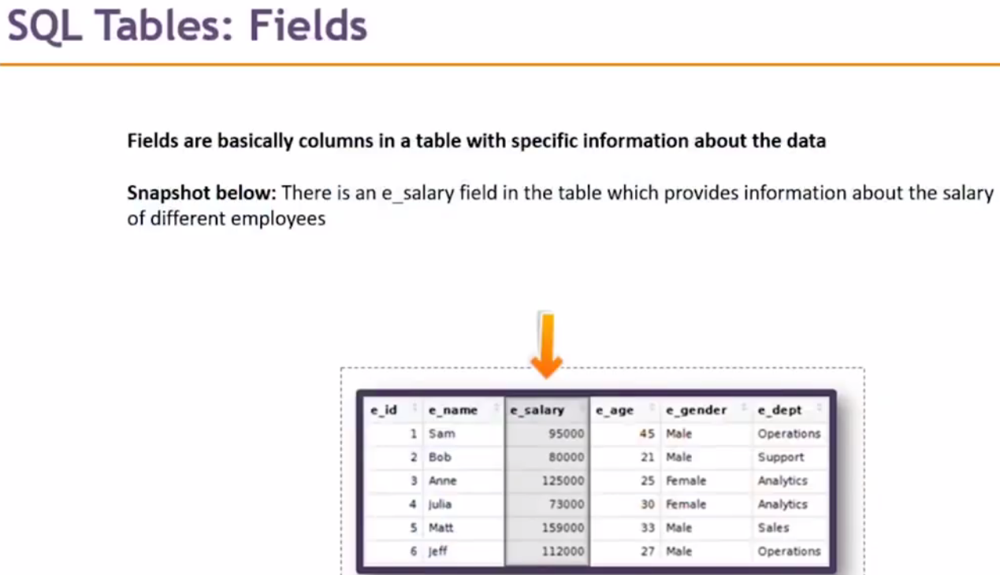 SQL Tables: Fields
Fields are basically columns in a table with specific information about the data
Snapshot below: There is an e_salary field in the table which provides information about the salary
of different employees
e_id e_name e_salary e_age e_gender e_dept
1 Sam 95000 45 Male Operations
2 Bob 80000 21 Male Support
3 Anne 125000 25 Female Analytics
4 Julia 73000 30 Female Analytics
5 Matt 159000 33 Male Sales
6 Jeff 112000 27 Male Operations